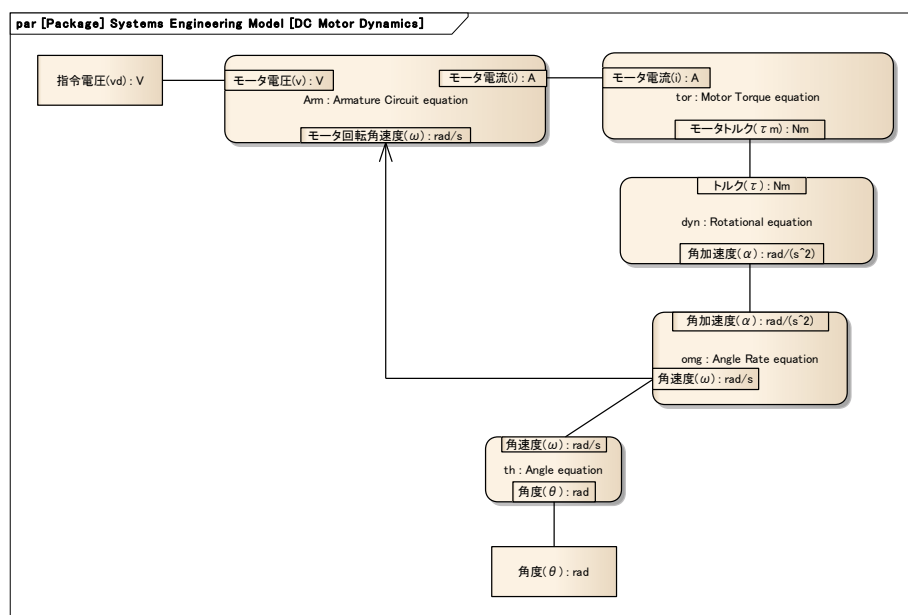 par [Package] Systems Engineering Model [DC Motor Dynamics]
指令電圧(vd) : V
モータ電圧(v) : V
モータ電流(i) : A
Arm : Armature Circuit equation
モータ回転角速度(ω) : rad/s
モータ電流(i) : A
tor : Motor Torque equation
モータトルク(τm) : Nm
トルク(τ) : Nm
dyn : Rotational equation
角加速度(α) : rad/(s^2)
角加速度(α) : rad/(s^2)
omg : Angle Rate equation
角速度(ω) : rad/s
角速度(ω) : rad/s
th : Angle equation
角度(θ) : rad
角度(θ) : rad